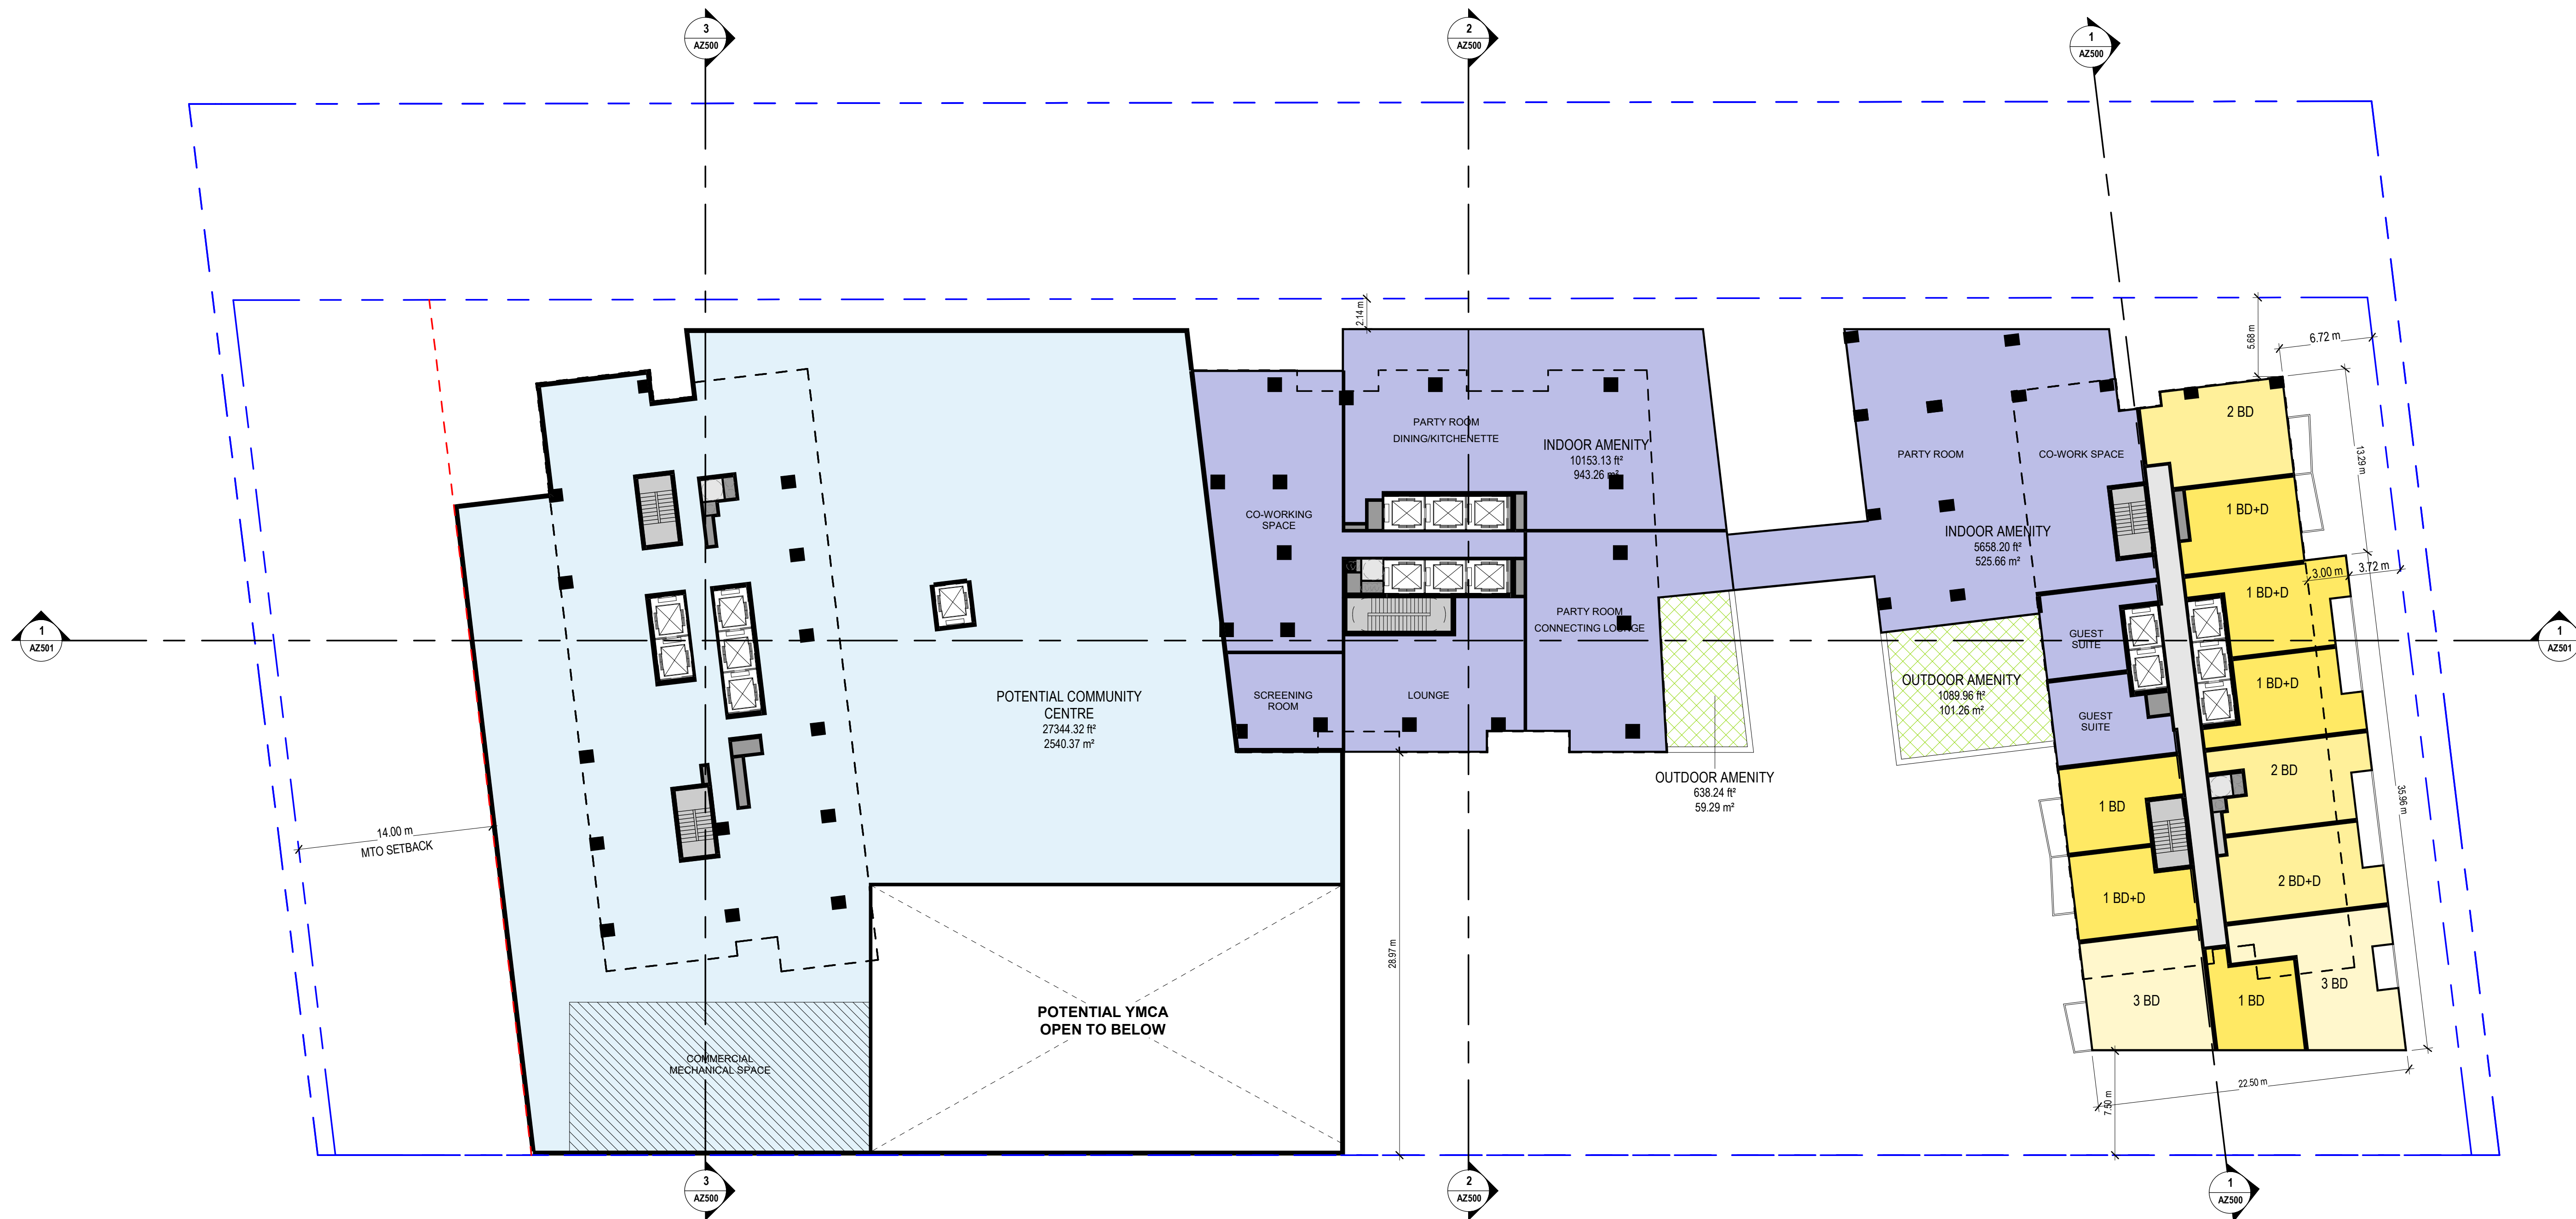 3
AZ500
2
AZ500
1
AZ500
2.14 m
5.68 m
6.72 m
13.29 m
2 BD
PARTY ROOM
DINING/KITCHENETTE
INDOOR AMENITY
10153.13 ft²
943.26 m²
PARTY ROOM
CO-WORK SPACE
CO-WORKING
SPACE
1 BD+D
INDOOR AMENITY
5658.20 ft²
525.66 m²
3.00 m
3.72 m
1 BD+D
PARTY ROOM
CONNECTING LOUNGE
GUEST
SUITE
1
AZ501
1
AZ501
POTENTIAL COMMUNITY
CENTRE
27344.32 ft²
2540.37 m²
SCREENING
ROOM
LOUNGE
OUTDOOR AMENITY
1089.96 ft²
101.26 m²
1 BD+D
GUEST
SUITE
OUTDOOR AMENITY
638.24 ft²
59.29 m²
2 BD
1 BD
35.96 m
14.00 m
MTO SETBACK
2 BD+D
1 BD+D
28.97 m
POTENTIAL YMCA
OPEN TO BELOW
3 BD
1 BD
3 BD
COMMERCIAL
MECHANICAL SPACE
22.50 m
7.50 m
3
AZ500
2
AZ500
1
AZ500